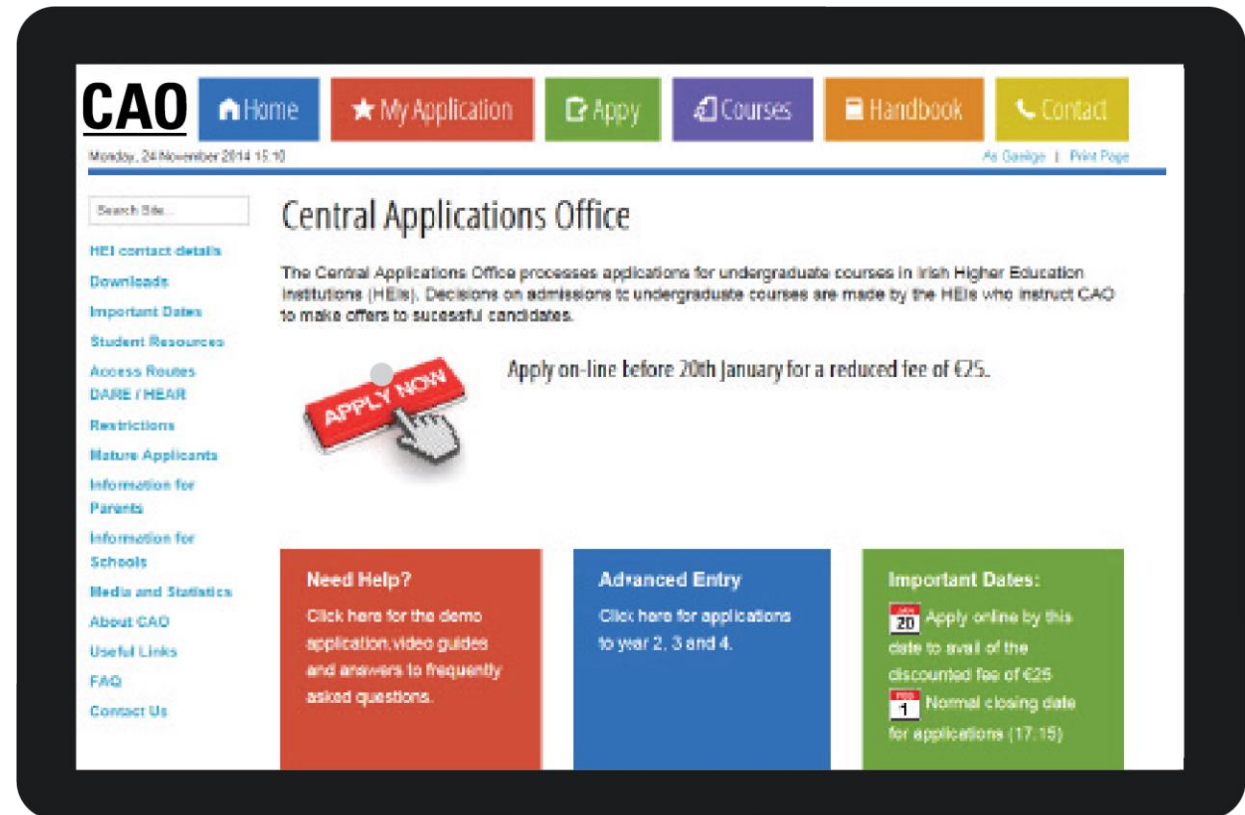 CAO
Home
My Application
Appy
Courses
Handbook
Contact
Monday, 24 November 2014 15:10
As Gaeilge | Print Page
Search Site...
HEI contact details
Downloads
Important Dates
Student Resources
Access Routes
DARE / HEAR
Restrictions
Mature Applicants
Information for
Parents
Information for
Schools
Media and Statistics
About CAO
Useful Links
FAQ
Contact Us
Central Applications Office
The Central Applications Office processes applications for undergraduate courses in Irish Higher Education
Institutions (HEIs). Decisions on admissions to undergraduate courses are made by the HEIs who instruct CAO
to make offers to sucessful candidates.
APPLY NOW
Apply on-line before 20th January for a reduced fee of €25.
Need Help?
Click here for the demo
application, video guides
and answers to frequently
asked questions.
Advanced Entry
Click here for applications
to year 2, 3 and 4.
Important Dates:
JAN
20 Apply online by this
date to avail of the
discounted fee of €25
FEB
1 Normal closing date
for applications (17:15)